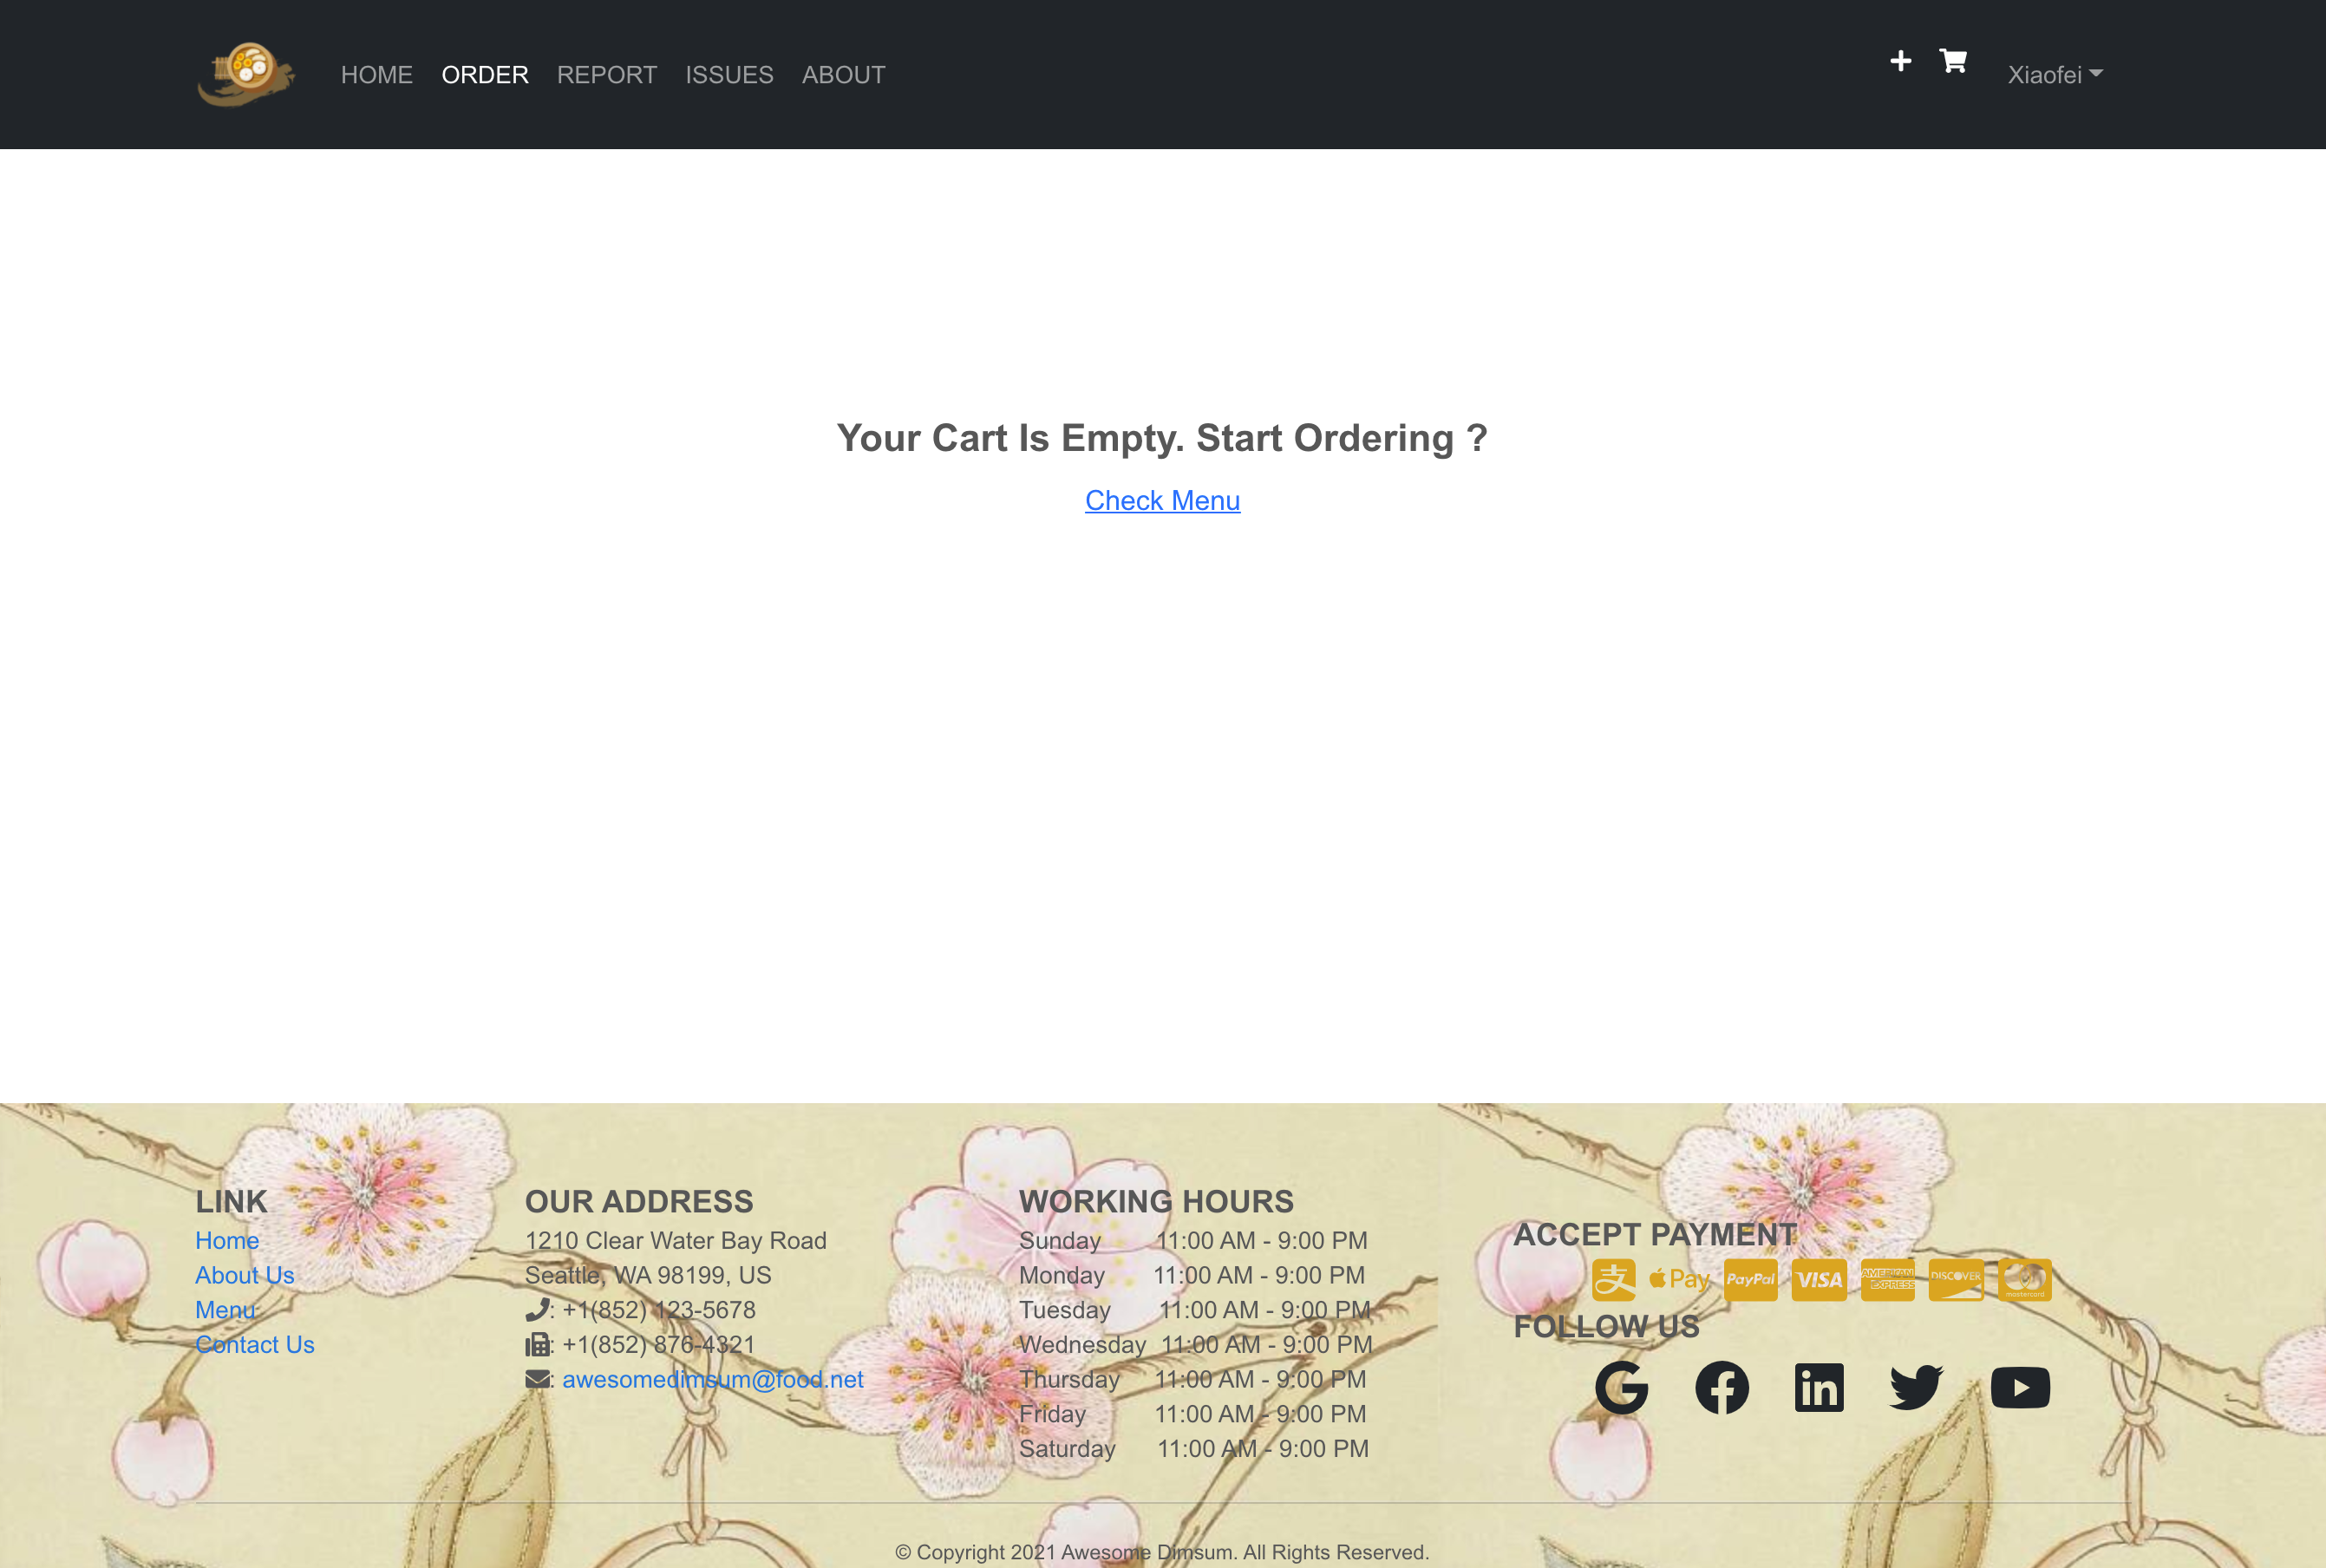 HOME ORDER REPORT ISSUES ABOUT Xiaofei
Your Cart Is Empty. Start Ordering ?
Check Menu
LINK
Home
About Us
Menu
Contact Us
OUR ADDRESS
1210 Clear Water Bay Road
Seattle, WA 98199, US
: +1(852) 123-5678
: +1(852) 876-4321
: awesomedimsum@food.net
WORKING HOURS
Sunday 11:00 AM - 9:00 PM
Monday 11:00 AM - 9:00 PM
Tuesday 11:00 AM - 9:00 PM
Wednesday 11:00 AM - 9:00 PM
Thursday 11:00 AM - 9:00 PM
Friday 11:00 AM - 9:00 PM
Saturday 11:00 AM - 9:00 PM
ACCEPT PAYMENT
支 Pay PayPal VISA AMERICAN EXPRESS DISCOVER mastercard
FOLLOW US
© Copyright 2021 Awesome Dimsum. All Rights Reserved.